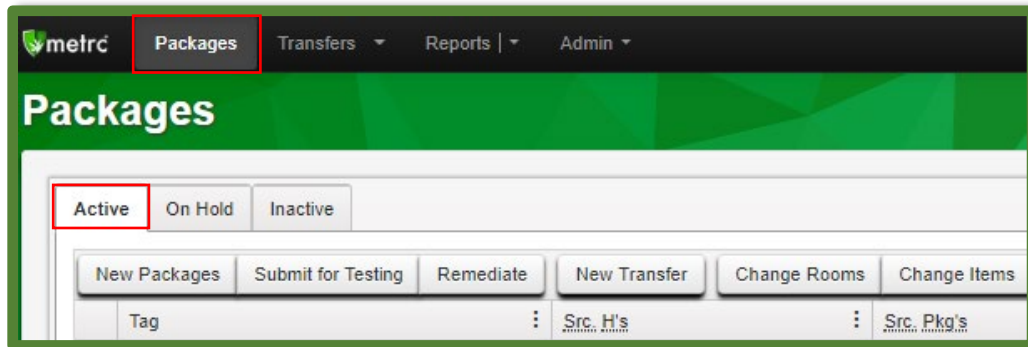 metrc Packages Transfers Reports | Admin
Packages
Active On Hold Inactive
New Packages Submit for Testing Remediate New Transfer Change Rooms Change Items
Tag Src. H's Src. Pkg's